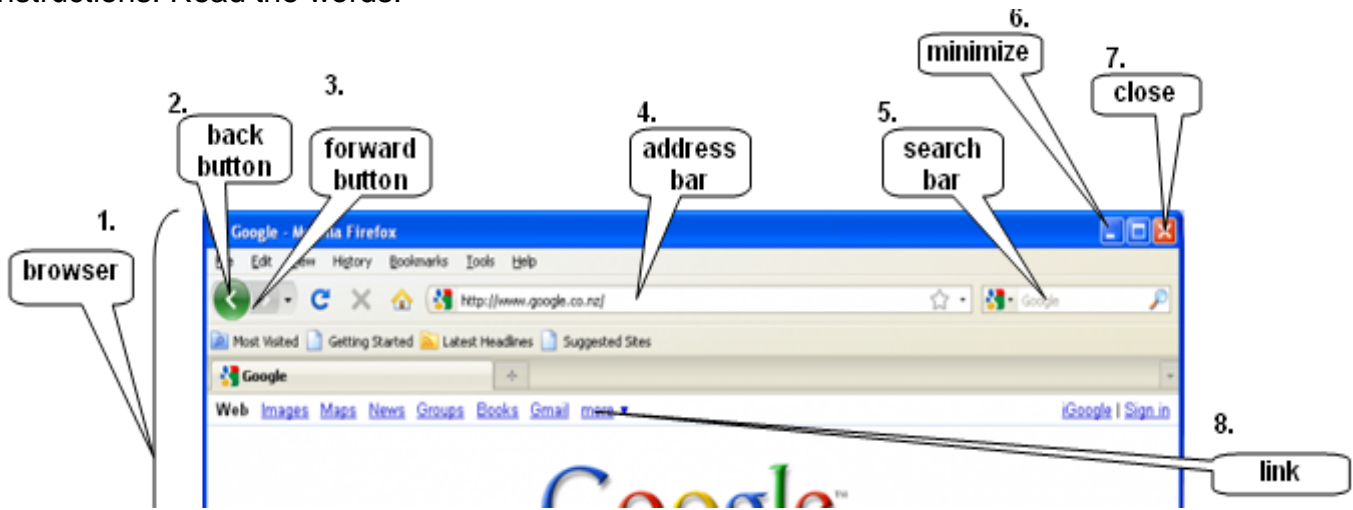 nstructions: Read the words.
6.
minimize
7.
close
2.
back
button
3.
forward
button
4.
address
bar
5.
search
bar
1.
browser
Google - Mozilla Firefox
Edit View History Bookmarks Tools Help
http://www.google.co.nz/
Google
Most Visited Getting Started Latest Headlines Suggested Sites
Google
Web Images Maps News Groups Books Gmail more
iGoogle | Sign in
8.
link
Google™